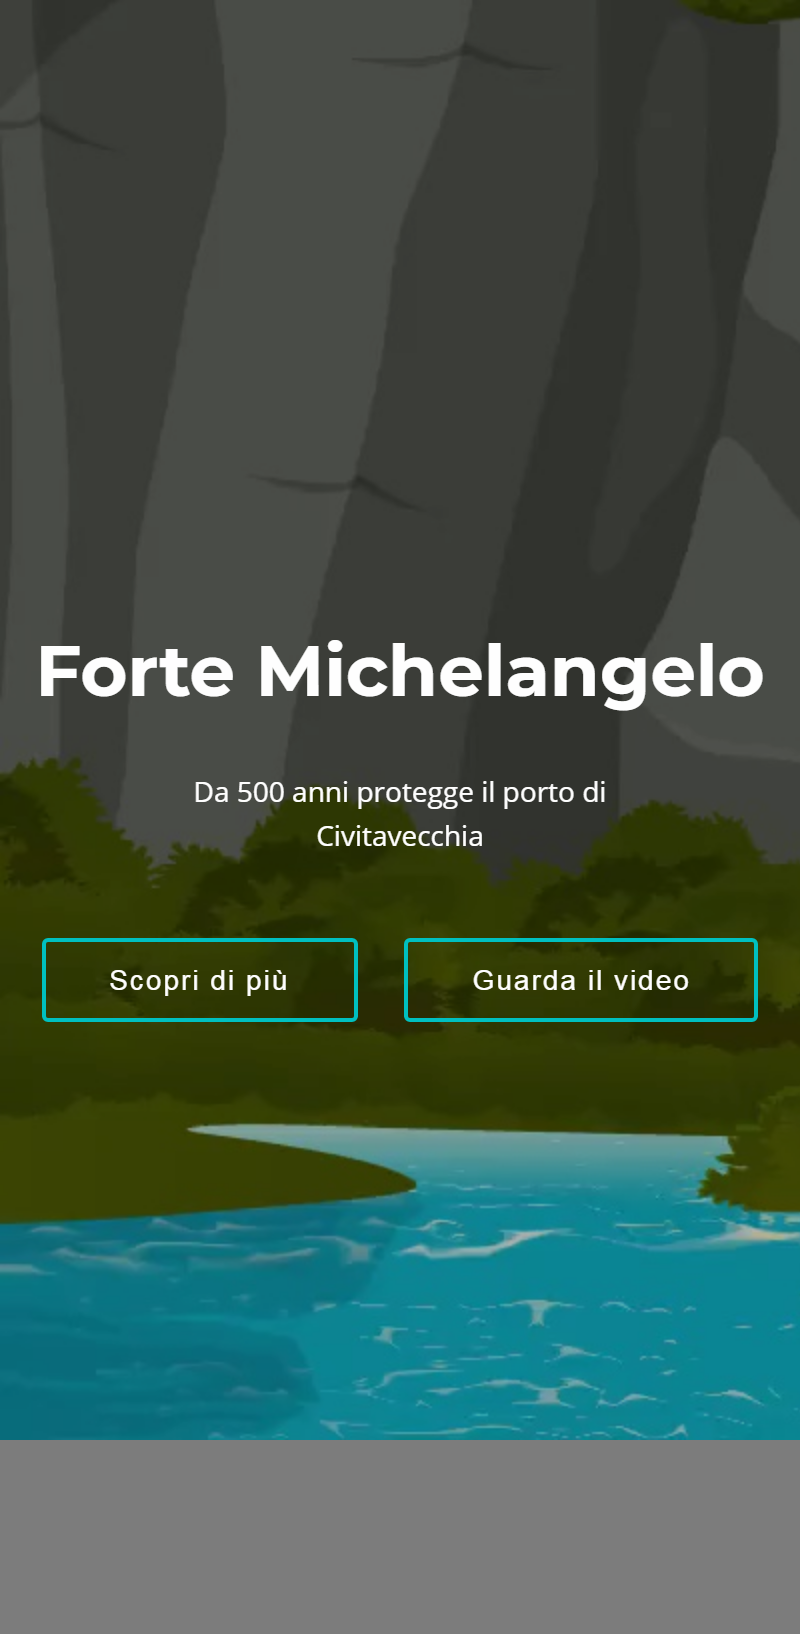 Forte Michelangelo
Da 500 anni protegge il porto di
Civitavecchia
Scopri di più
Guarda il video